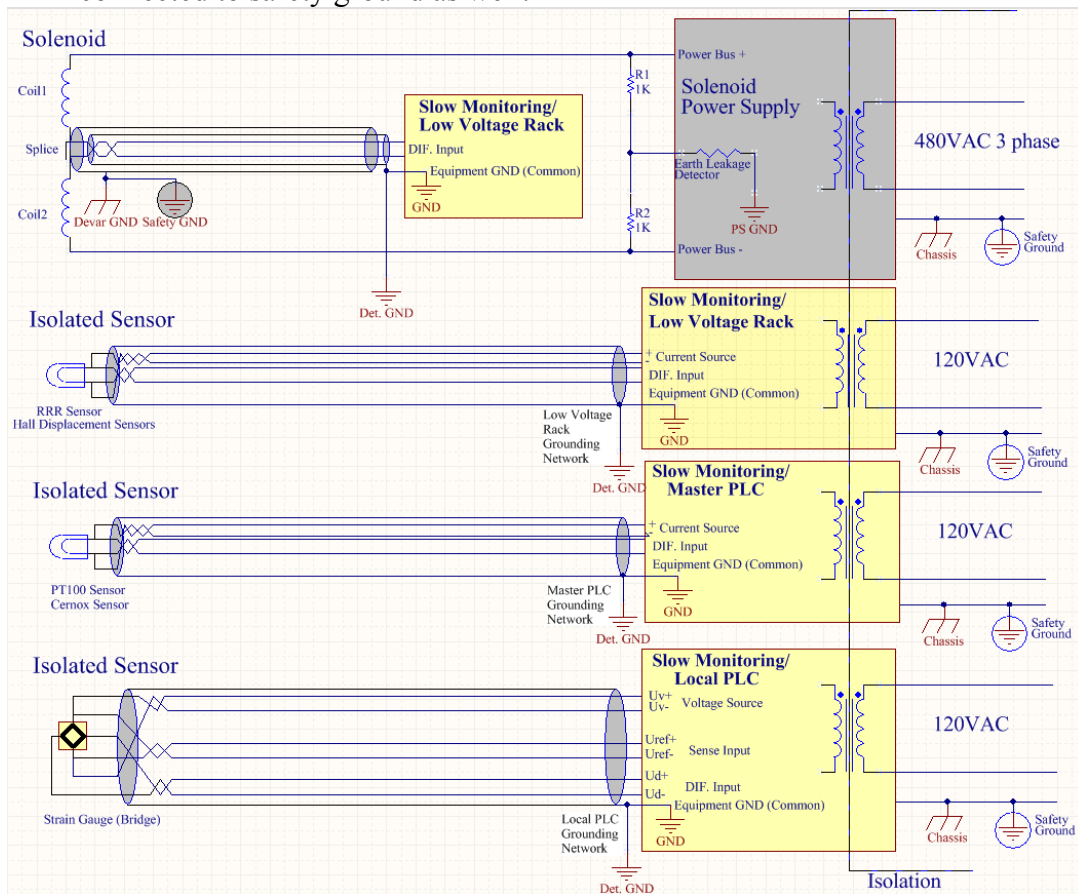 connected to safety ground as well.
Solenoid
Coil1
Splice
Coil2
Devar GND
Safety GND
Slow Monitoring/
Low Voltage Rack
DIF. Input
Equipment GND (Common)
GND
Det. GND
R1
1K
R2
1K
Power Bus +
Solenoid
Power Supply
Earth Leakage
Detector
PS GND
Power Bus -
480VAC 3 phase
Chassis
Safety
Ground
Isolated Sensor
RRR Sensor
Hall Displacement Sensors
Low Voltage
Rack
Grounding
Network
Det. GND
Slow Monitoring/
Low Voltage Rack
+
-
Current Source
DIF. Input
Equipment GND (Common)
GND
120VAC
Chassis
Safety
Ground
Isolated Sensor
PT100 Sensor
Cernox Sensor
Master PLC
Grounding
Network
Det. GND
Slow Monitoring/
Master PLC
+
-
Current Source
DIF. Input
Equipment GND (Common)
GND
120VAC
Chassis
Safety
Ground
Isolated Sensor
Strain Gauge (Bridge)
Local PLC
Grounding
Network
Det. GND
Slow Monitoring/
Local PLC
Uv+
Uv-
Voltage Source
Uref+
Uref-
Sense Input
Ud+
Ud-
DIF. Input
Equipment GND (Common)
GND
120VAC
Chassis
Safety
Ground
Isolation